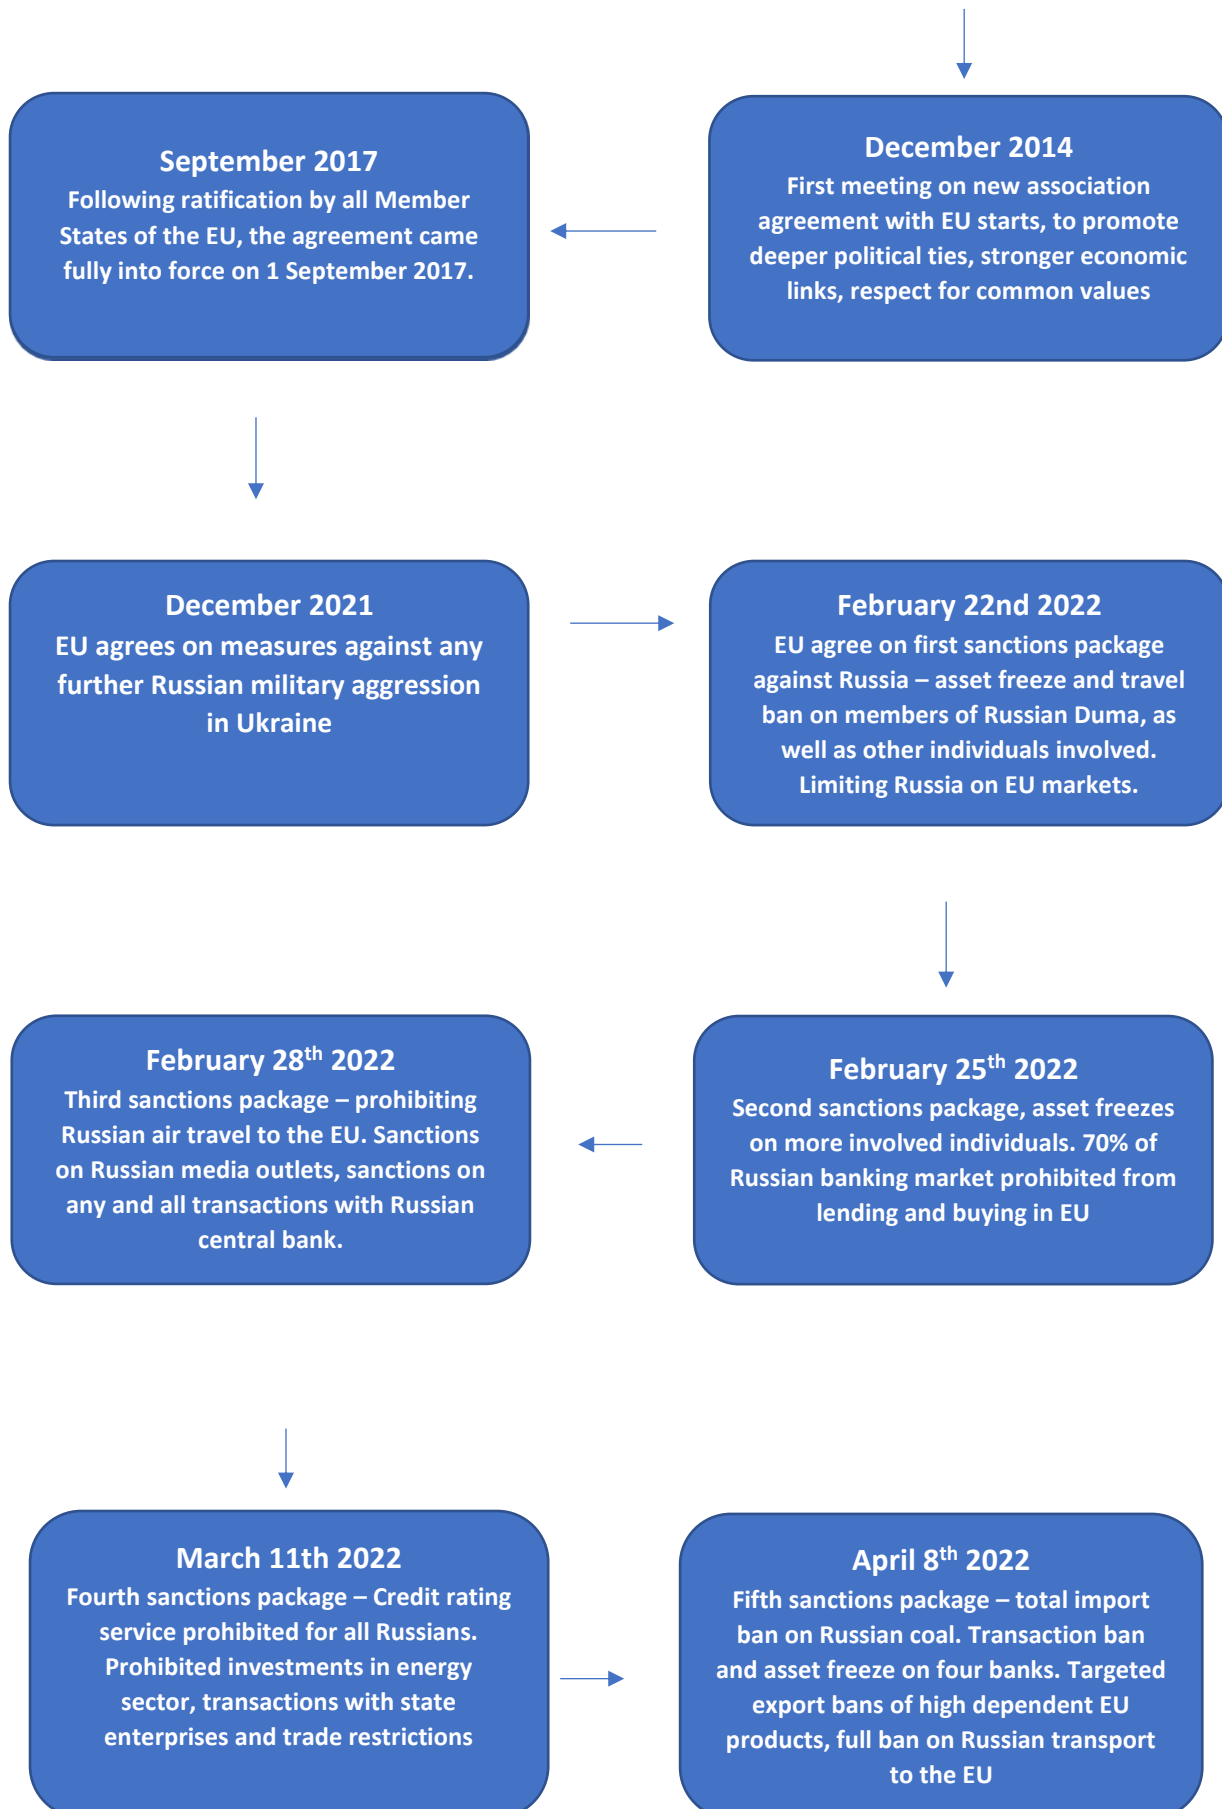 December 2014
First meeting on new association
agreement with EU starts, to promote
deeper political ties, stronger economic
links, respect for common values
September 2017
Following ratification by all Member
States of the EU, the agreement came
fully into force on 1 September 2017.
December 2021
EU agrees on measures against any
further Russian military aggression
in Ukraine
February 22nd 2022
EU agree on first sanctions package
against Russia – asset freeze and travel
ban on members of Russian Duma, as
well as other individuals involved.
Limiting Russia on EU markets.
February 25th 2022
Second sanctions package, asset freezes
on more involved individuals. 70% of
Russian banking market prohibited from
lending and buying in EU
February 28th 2022
Third sanctions package – prohibiting
Russian air travel to the EU. Sanctions
on Russian media outlets, sanctions on
any and all transactions with Russian
central bank.
March 11th 2022
Fourth sanctions package – Credit rating
service prohibited for all Russians.
Prohibited investments in energy
sector, transactions with state
enterprises and trade restrictions
April 8th 2022
Fifth sanctions package – total import
ban on Russian coal. Transaction ban
and asset freeze on four banks. Targeted
export bans of high dependent EU
products, full ban on Russian transport
to the EU